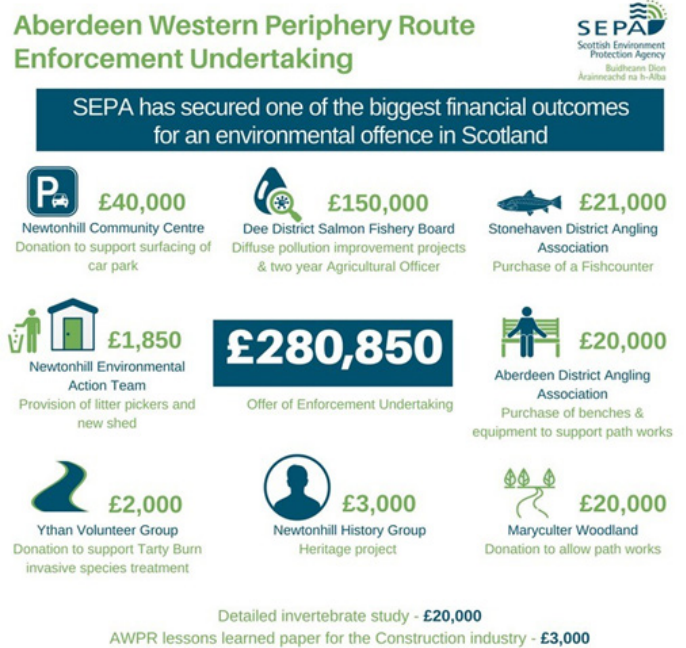 Aberdeen Western Periphery Route
Enforcement Undertaking
SEPA
Scottish Environment
Protection Agency
Buidheann Dìon
Àrainneachd na h-Alba
SEPA has secured one of the biggest financial outcomes
for an environmental offence in Scotland
P
£40,000
Newtonhill Community Centre
Donation to support surfacing of
car park
£150,000
Dee District Salmon Fishery Board
Diffuse pollution improvement projects
& two year Agricultural Officer
£21,000
Stonehaven District Angling
Association
Purchase of a Fishcounter
£1,850
Newtonhill Environmental
Action Team
Provision of litter pickers and
new shed
£280,850
Offer of Enforcement Undertaking
£20,000
Aberdeen District Angling
Association
Purchase of benches &
equipment to support path works
£2,000
Ythan Volunteer Group
Donation to support Tarty Burn
invasive species treatment
£3,000
Newtonhill History Group
Heritage project
£20,000
Maryculter Woodland
Donation to allow path works
Detailed invertebrate study - £20,000
AWPR lessons learned paper for the Construction industry - £3,000